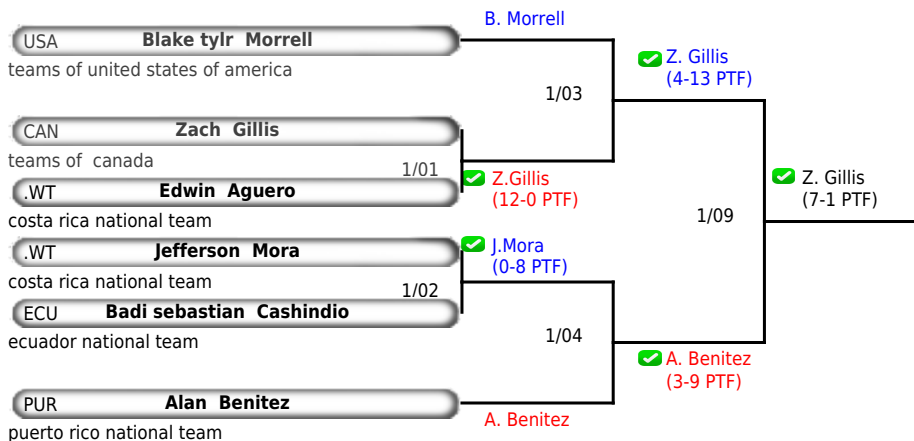 B. Morrell
USA Blake tylr Morrell
teams of united states of america
Z. Gillis
(4-13 PTF)
1/03
CAN Zach Gillis
teams of canada
1/01
Z.Gillis
(12-0 PTF)
.WT Edwin Aguero
costa rica national team
Z. Gillis
(7-1 PTF)
1/09
.WT Jefferson Mora
costa rica national team
J.Mora
(0-8 PTF)
1/02
ECU Badi sebastian Cashindio
ecuador national team
1/04
A. Benitez
(3-9 PTF)
PUR Alan Benitez
puerto rico national team
A. Benitez